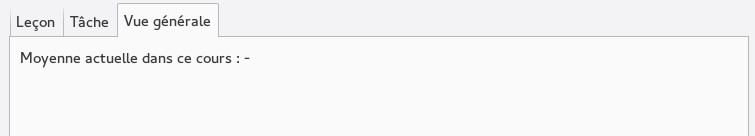 Leçon Tâche Vue générale
Moyenne actuelle dans ce cours : -